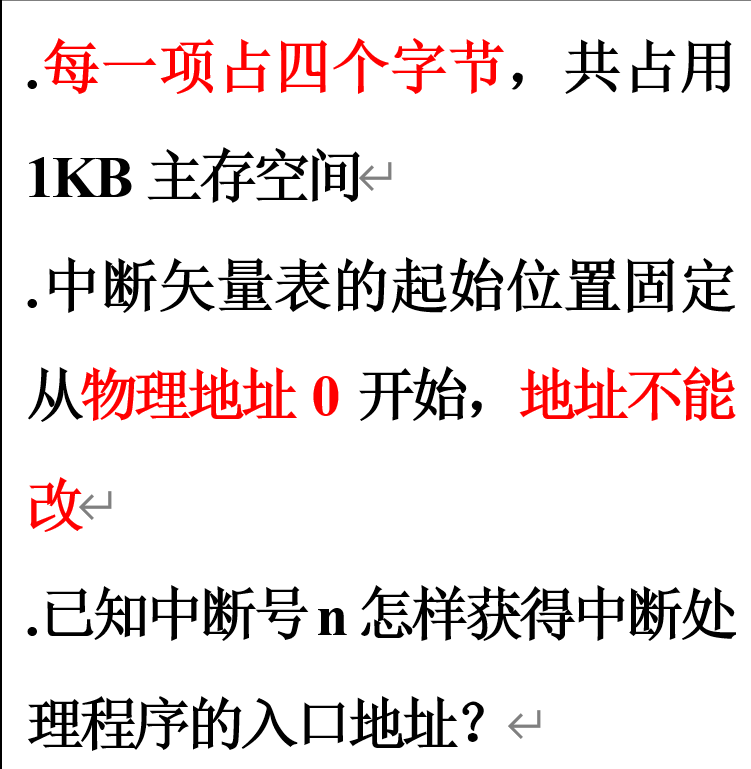 .每一项占四个字节，共占用
1KB 主存空间↵
.中断矢量表的起始位置固定
从物理地址 0 开始，地址不能
改↵
.已知中断号 n 怎样获得中断处
理程序的入口地址？↵